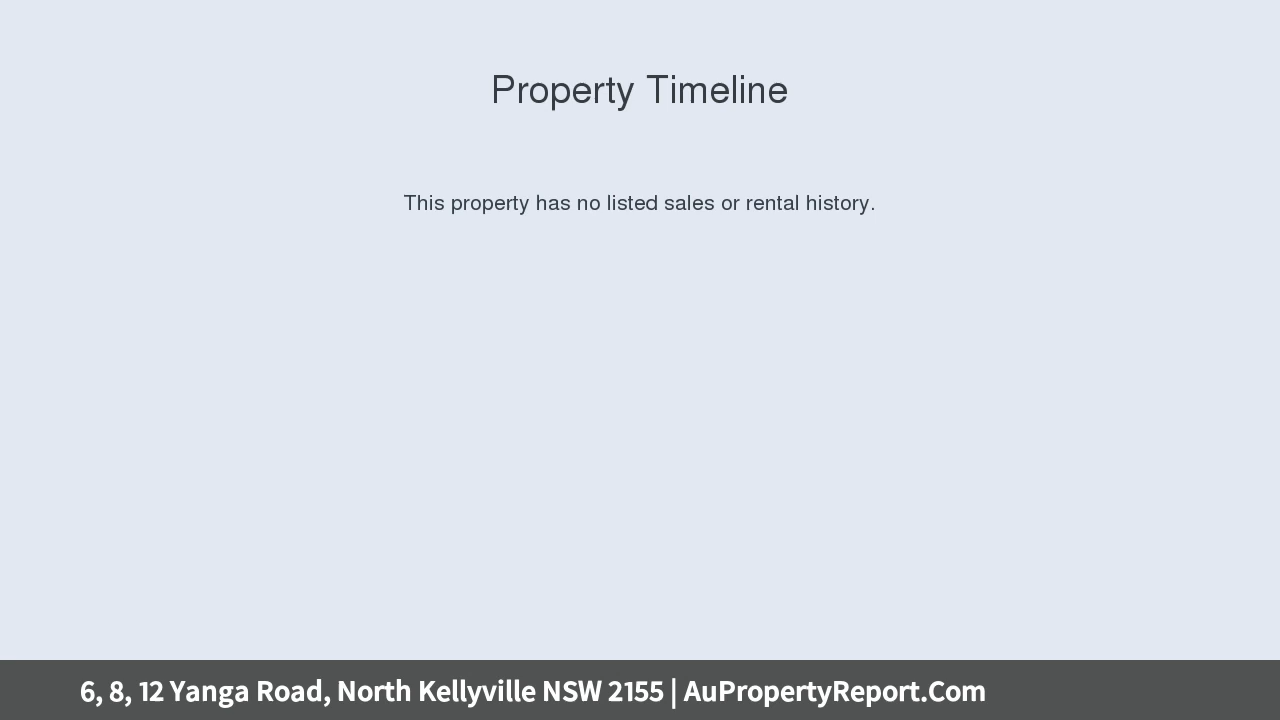 Property Timeline
This property has no listed sales or rental history.
6, 8, 12 Yanga Road, North Kellyville NSW 2155 | AuPropertyReport.Com